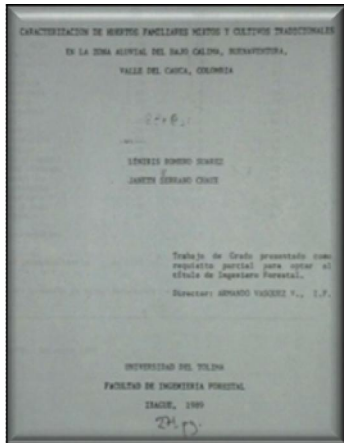 CARACTERIZACION DE HUERTOS FAMILIARES MIXTOS Y CULTIVOS TRADICIONALES
EN LA ZONA ALUVIAL DEL BAJO CALIMA, BUENAVENTURA,
VALLE DEL CAUCA, COLOMBIA
ROMERO SUAREZ
JANETH SERRANO
Trabajo de Grado presentado como
requisito parcial para optar al
título de Ingeniero Forestal.
Director: ARMANDO VASQUEZ V., I.F.
UNIVERSIDAD DEL TOLIMA
FACULTAD DE INGENIERIA FORESTAL
IBAGUE, 1989